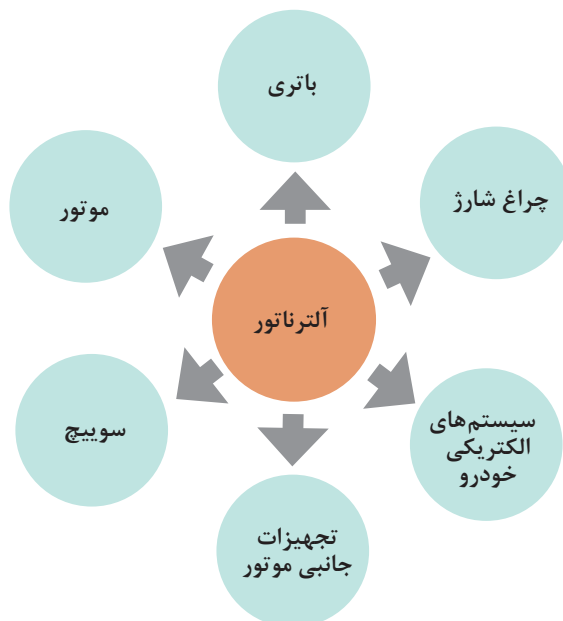 باتری
چراغ شارژ
موتور
آلترناتور
سوییچ
سیستم‌های
الکتریکی
خودرو
تجهیزات
جانبی موتور